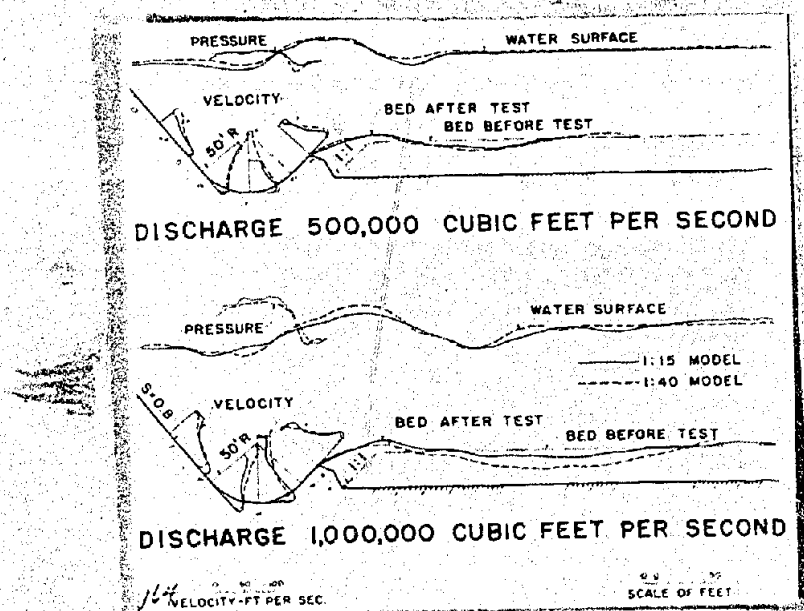 PRESSURE WATER SURFACE
VELOCITY
BED AFTER TEST
BED BEFORE TEST
50'R
1:1
DISCHARGE 500,000 CUBIC FEET PER SECOND
PRESSURE WATER SURFACE
1:15 MODEL
1:40 MODEL
S=0.8
VELOCITY
BED AFTER TEST
BED BEFORE TEST
50'R
1:1
DISCHARGE 1,000,000 CUBIC FEET PER SECOND
VELOCITY-FT PER SEC.
SCALE OF FEET